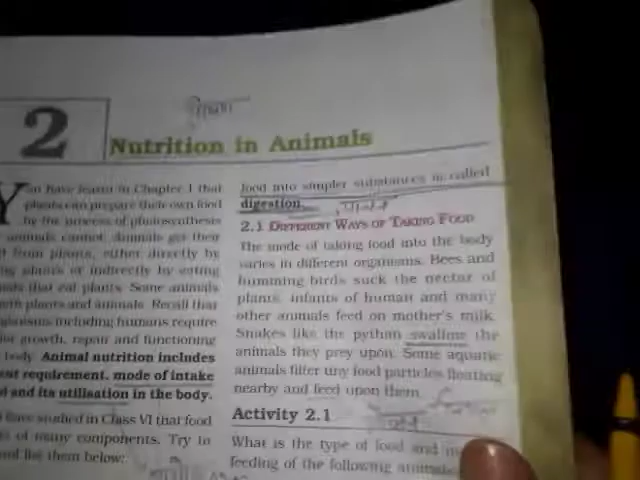 2
Nutrition in Animals
You have learnt in Chapter 1 that
plants can prepare their own food
by the process of photosynthesis
animals cannot. Animals get their
from plants, either directly by
plants or indirectly by eating
that eat plants. Some animals
plants and animals. Recall that
including humans require
growth, repair and functioning
body. Animal nutrition includes
requirement, mode of intake
and its utilisation in the body.
have studied in Class VI that food
of many components. Try to
list them below:
food into simpler substances is called
digestion.
2.1 DIFFERENT WAYS OF TAKING FOOD
The mode of taking food into the body
varies in different organisms. Bees and
humming-birds suck the nectar of
plants, infants of human and many
other animals feed on mother's milk.
Snakes like the python swallow the
animals they prey upon. Some aquatic
animals filter tiny food particles floating
nearby and feed upon them.
Activity 2.1
What is the type of food and
feeding of the following